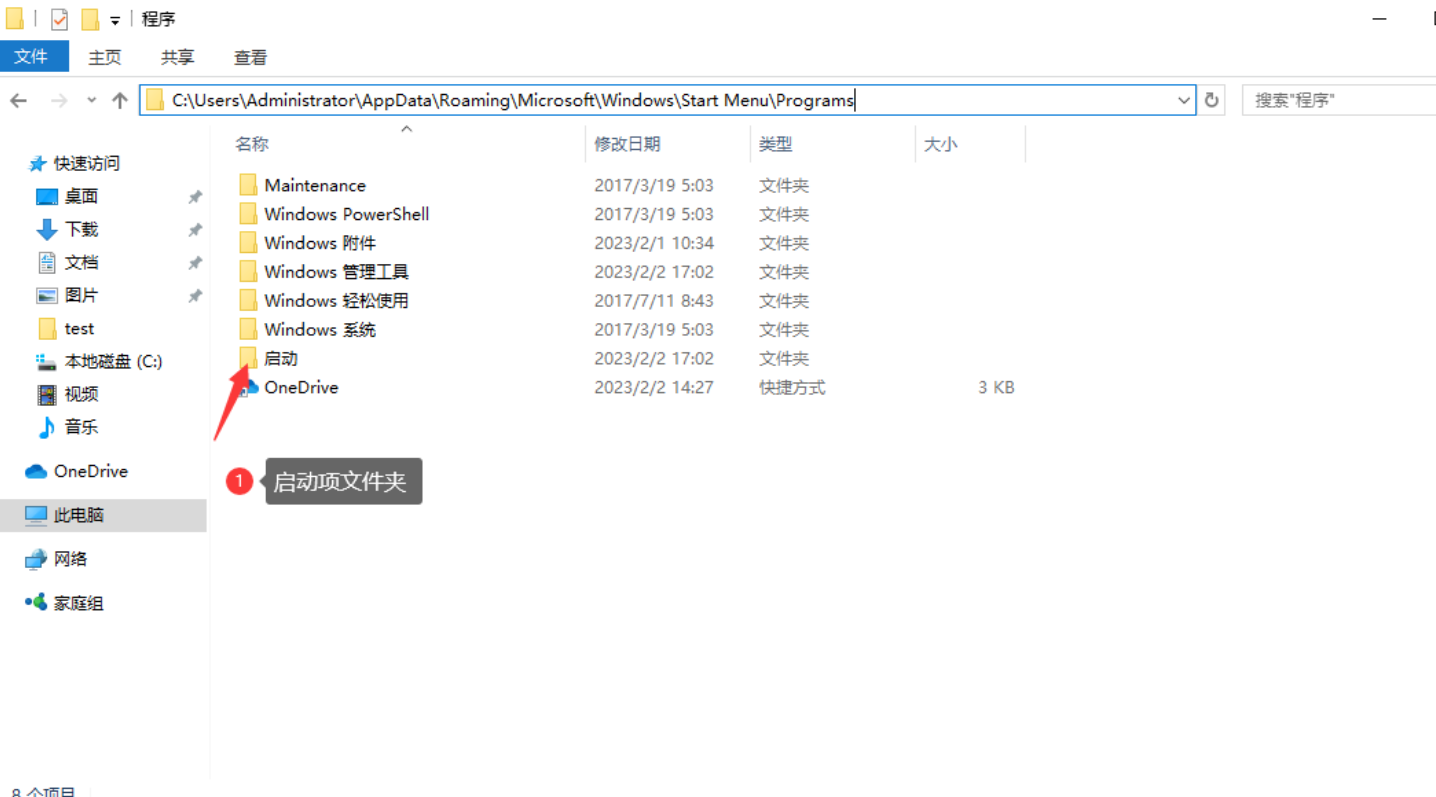 程序
文件 主页 共享 查看
C:\Users\Administrator\AppData\Roaming\Microsoft\Windows\Start Menu\Programs 搜索"程序"
名称 修改日期 类型 大小
快速访问
桌面
下载
文档
图片
test
本地磁盘 (C:)
视频
音乐
OneDrive
此电脑
网络
家庭组
Maintenance 2017/3/19 5:03 文件夹
Windows PowerShell 2017/3/19 5:03 文件夹
Windows 附件 2023/2/1 10:34 文件夹
Windows 管理工具 2023/2/2 17:02 文件夹
Windows 轻松使用 2017/7/11 8:43 文件夹
Windows 系统 2017/3/19 5:03 文件夹
启动 2023/2/2 17:02 文件夹
OneDrive 2023/2/2 14:27 快捷方式 3 KB
1 启动项文件夹
8 个项目